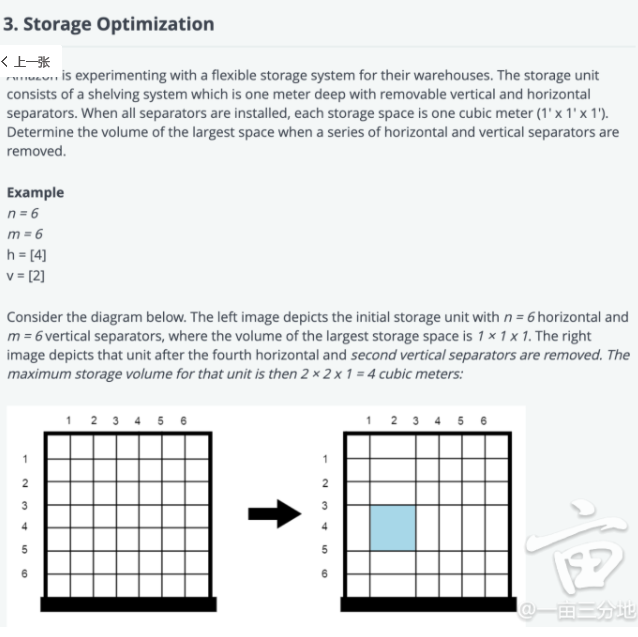 3. Storage Optimization
< 上一张
Amazon is experimenting with a flexible storage system for their warehouses. The storage unit
consists of a shelving system which is one meter deep with removable vertical and horizontal
separators. When all separators are installed, each storage space is one cubic meter (1' x 1' x 1').
Determine the volume of the largest space when a series of horizontal and vertical separators are
removed.
Example
n = 6
m = 6
h = [4]
v = [2]
Consider the diagram below. The left image depicts the initial storage unit with n = 6 horizontal and
m = 6 vertical separators, where the volume of the largest storage space is 1 × 1 x 1. The right
image depicts that unit after the fourth horizontal and second vertical separators are removed. The
maximum storage volume for that unit is then 2 × 2 x 1 = 4 cubic meters:
1 2 3 4 5 6
1
2
3
4
5
6
1 2 3 4 5 6
1
2
3
4
5
6
亩
@一亩三分地